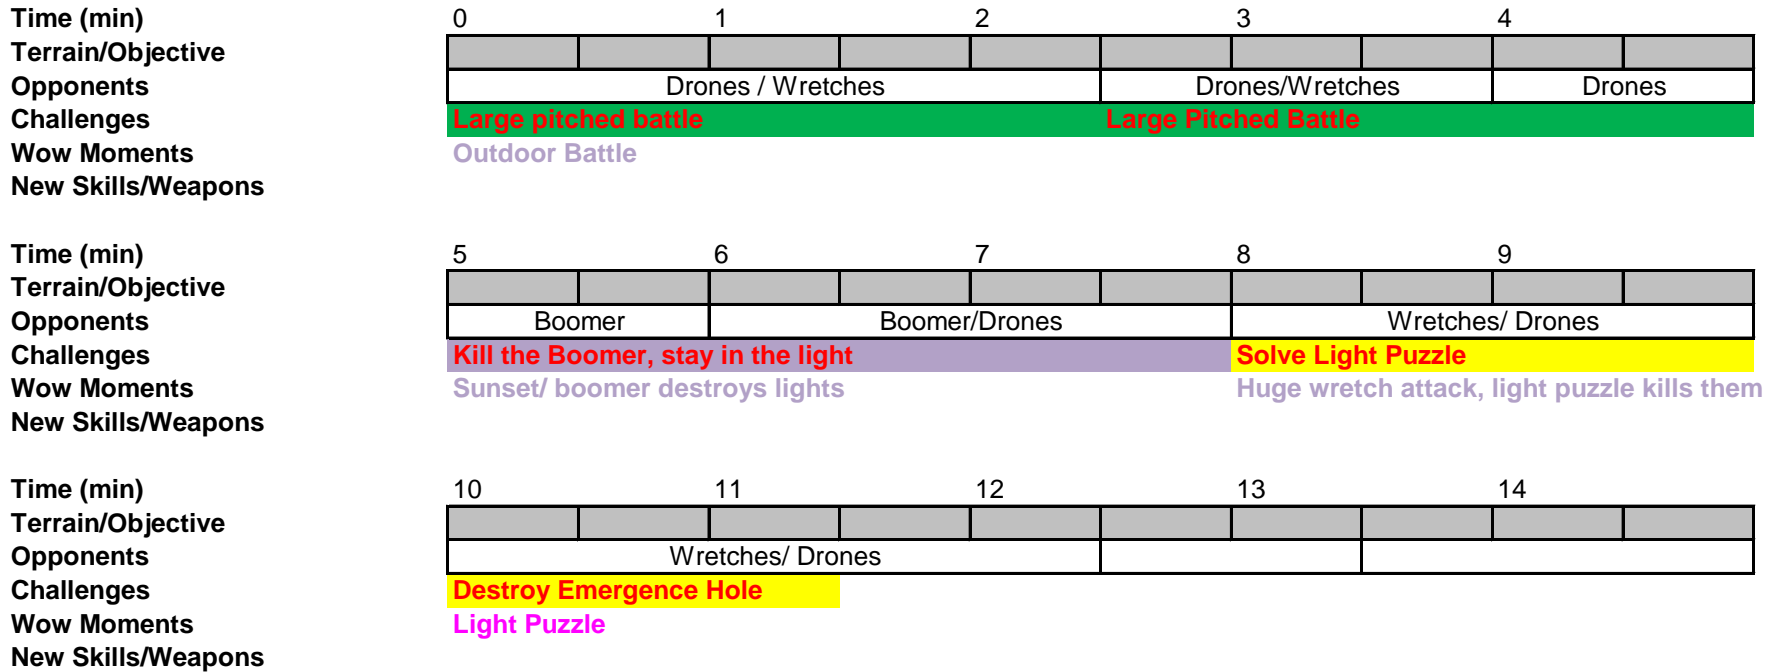 Time (min) 0 1 2 3 4
Terrain/Objective
Opponents Drones / Wretches Drones/Wretches Drones
Challenges Large pitched battle Large Pitched Battle
Wow Moments Outdoor Battle
New Skills/Weapons
Time (min) 5 6 7 8 9
Terrain/Objective
Opponents Boomer Boomer/Drones Wretches/ Drones
Challenges Kill the Boomer, stay in the light Solve Light Puzzle
Wow Moments Sunset/ boomer destroys lights Huge wretch attack, light puzzle kills them
New Skills/Weapons
Time (min) 10 11 12 13 14
Terrain/Objective
Opponents Wretches/ Drones
Challenges Destroy Emergence Hole
Wow Moments Light Puzzle
New Skills/Weapons